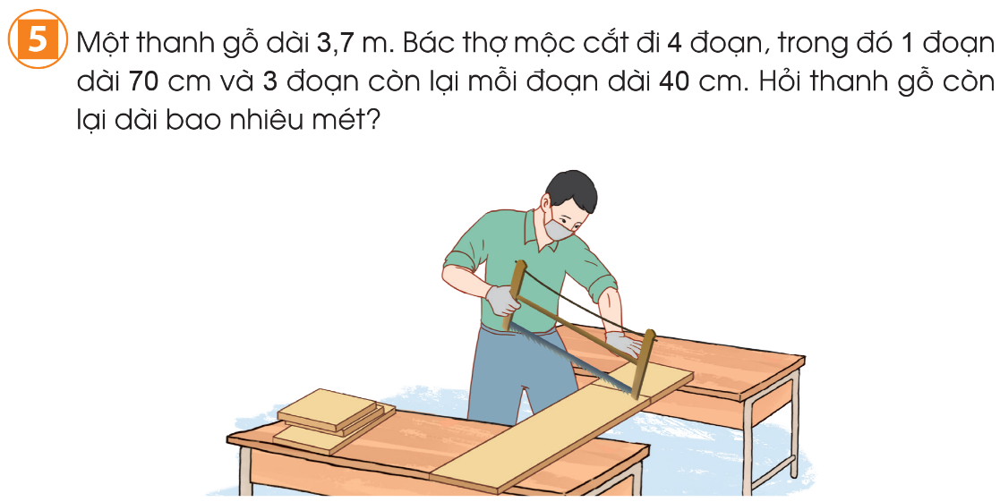 5 Một thanh gỗ dài 3,7 m. Bác thợ mộc cắt đi 4 đoạn, trong đó 1 đoạn
dài 70 cm và 3 đoạn còn lại mỗi đoạn dài 40 cm. Hỏi thanh gỗ còn
lại dài bao nhiêu mét?